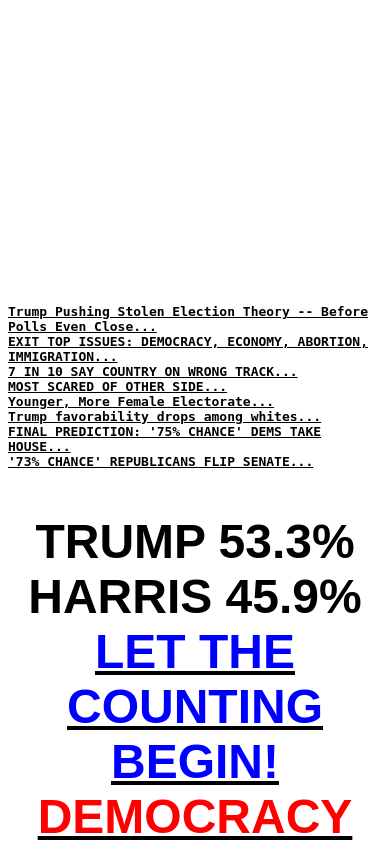 Trump Pushing Stolen Election Theory -- Before
Polls Even Close...
EXIT TOP ISSUES: DEMOCRACY, ECONOMY, ABORTION,
IMMIGRATION...
7 IN 10 SAY COUNTRY ON WRONG TRACK...
MOST SCARED OF OTHER SIDE...
Younger, More Female Electorate...
Trump favorability drops among whites...
FINAL PREDICTION: '75% CHANCE' DEMS TAKE
HOUSE...
'73% CHANCE' REPUBLICANS FLIP SENATE...
TRUMP 53.3%
HARRIS 45.9%
LET THE
COUNTING
BEGIN!
DEMOCRACY